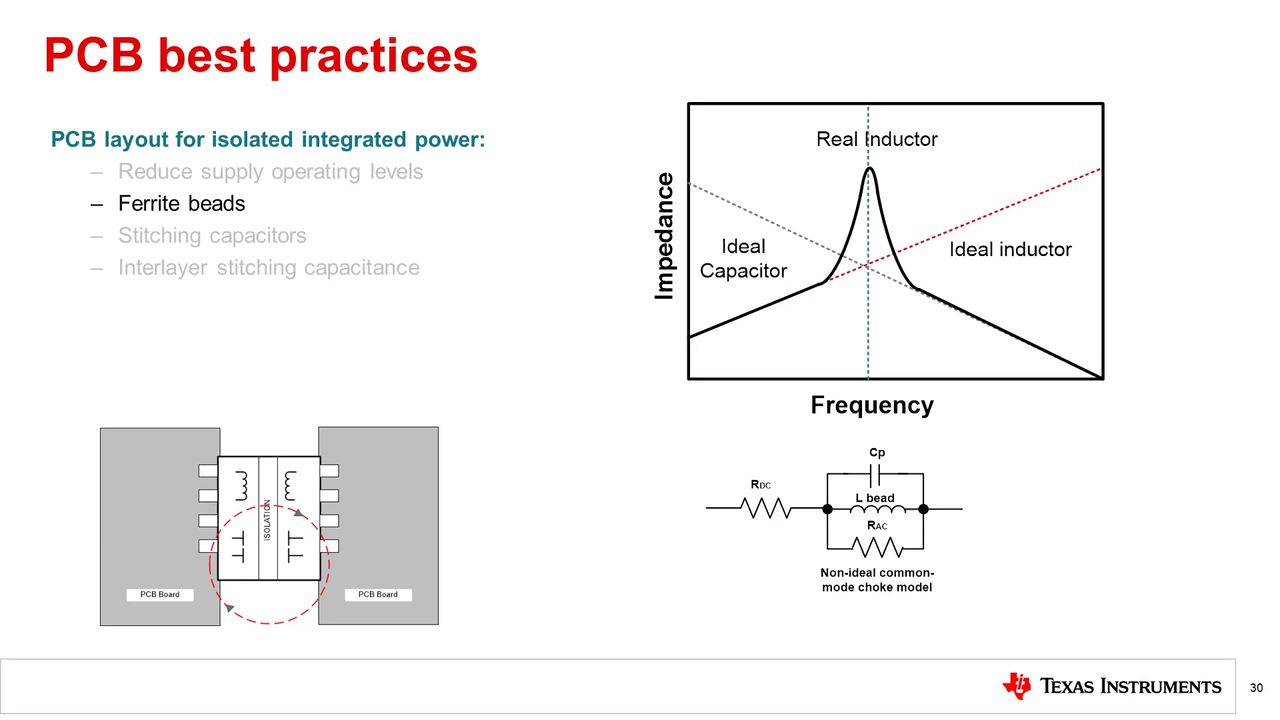 PCB best practices
PCB layout for isolated integrated power:
– Reduce supply operating levels
– Ferrite beads
– Stitching capacitors
– Interlayer stitching capacitance
Real Inductor
Ideal
Capacitor
Ideal inductor
Impedance
Frequency
ISOLATION
PCB Board
PCB Board
Cp
RDC
L bead
RAC
Non-ideal common-
mode choke model
TEXAS INSTRUMENTS
30